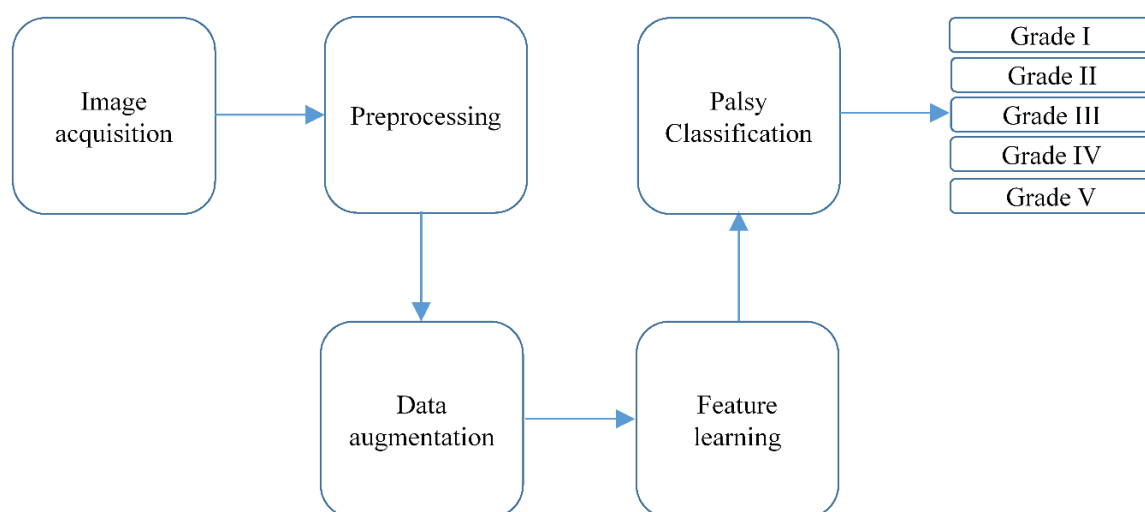 Image
acquisition
Preprocessing
Data
augmentation
Feature
learning
Palsy
Classification
Grade I
Grade II
Grade III
Grade IV
Grade V